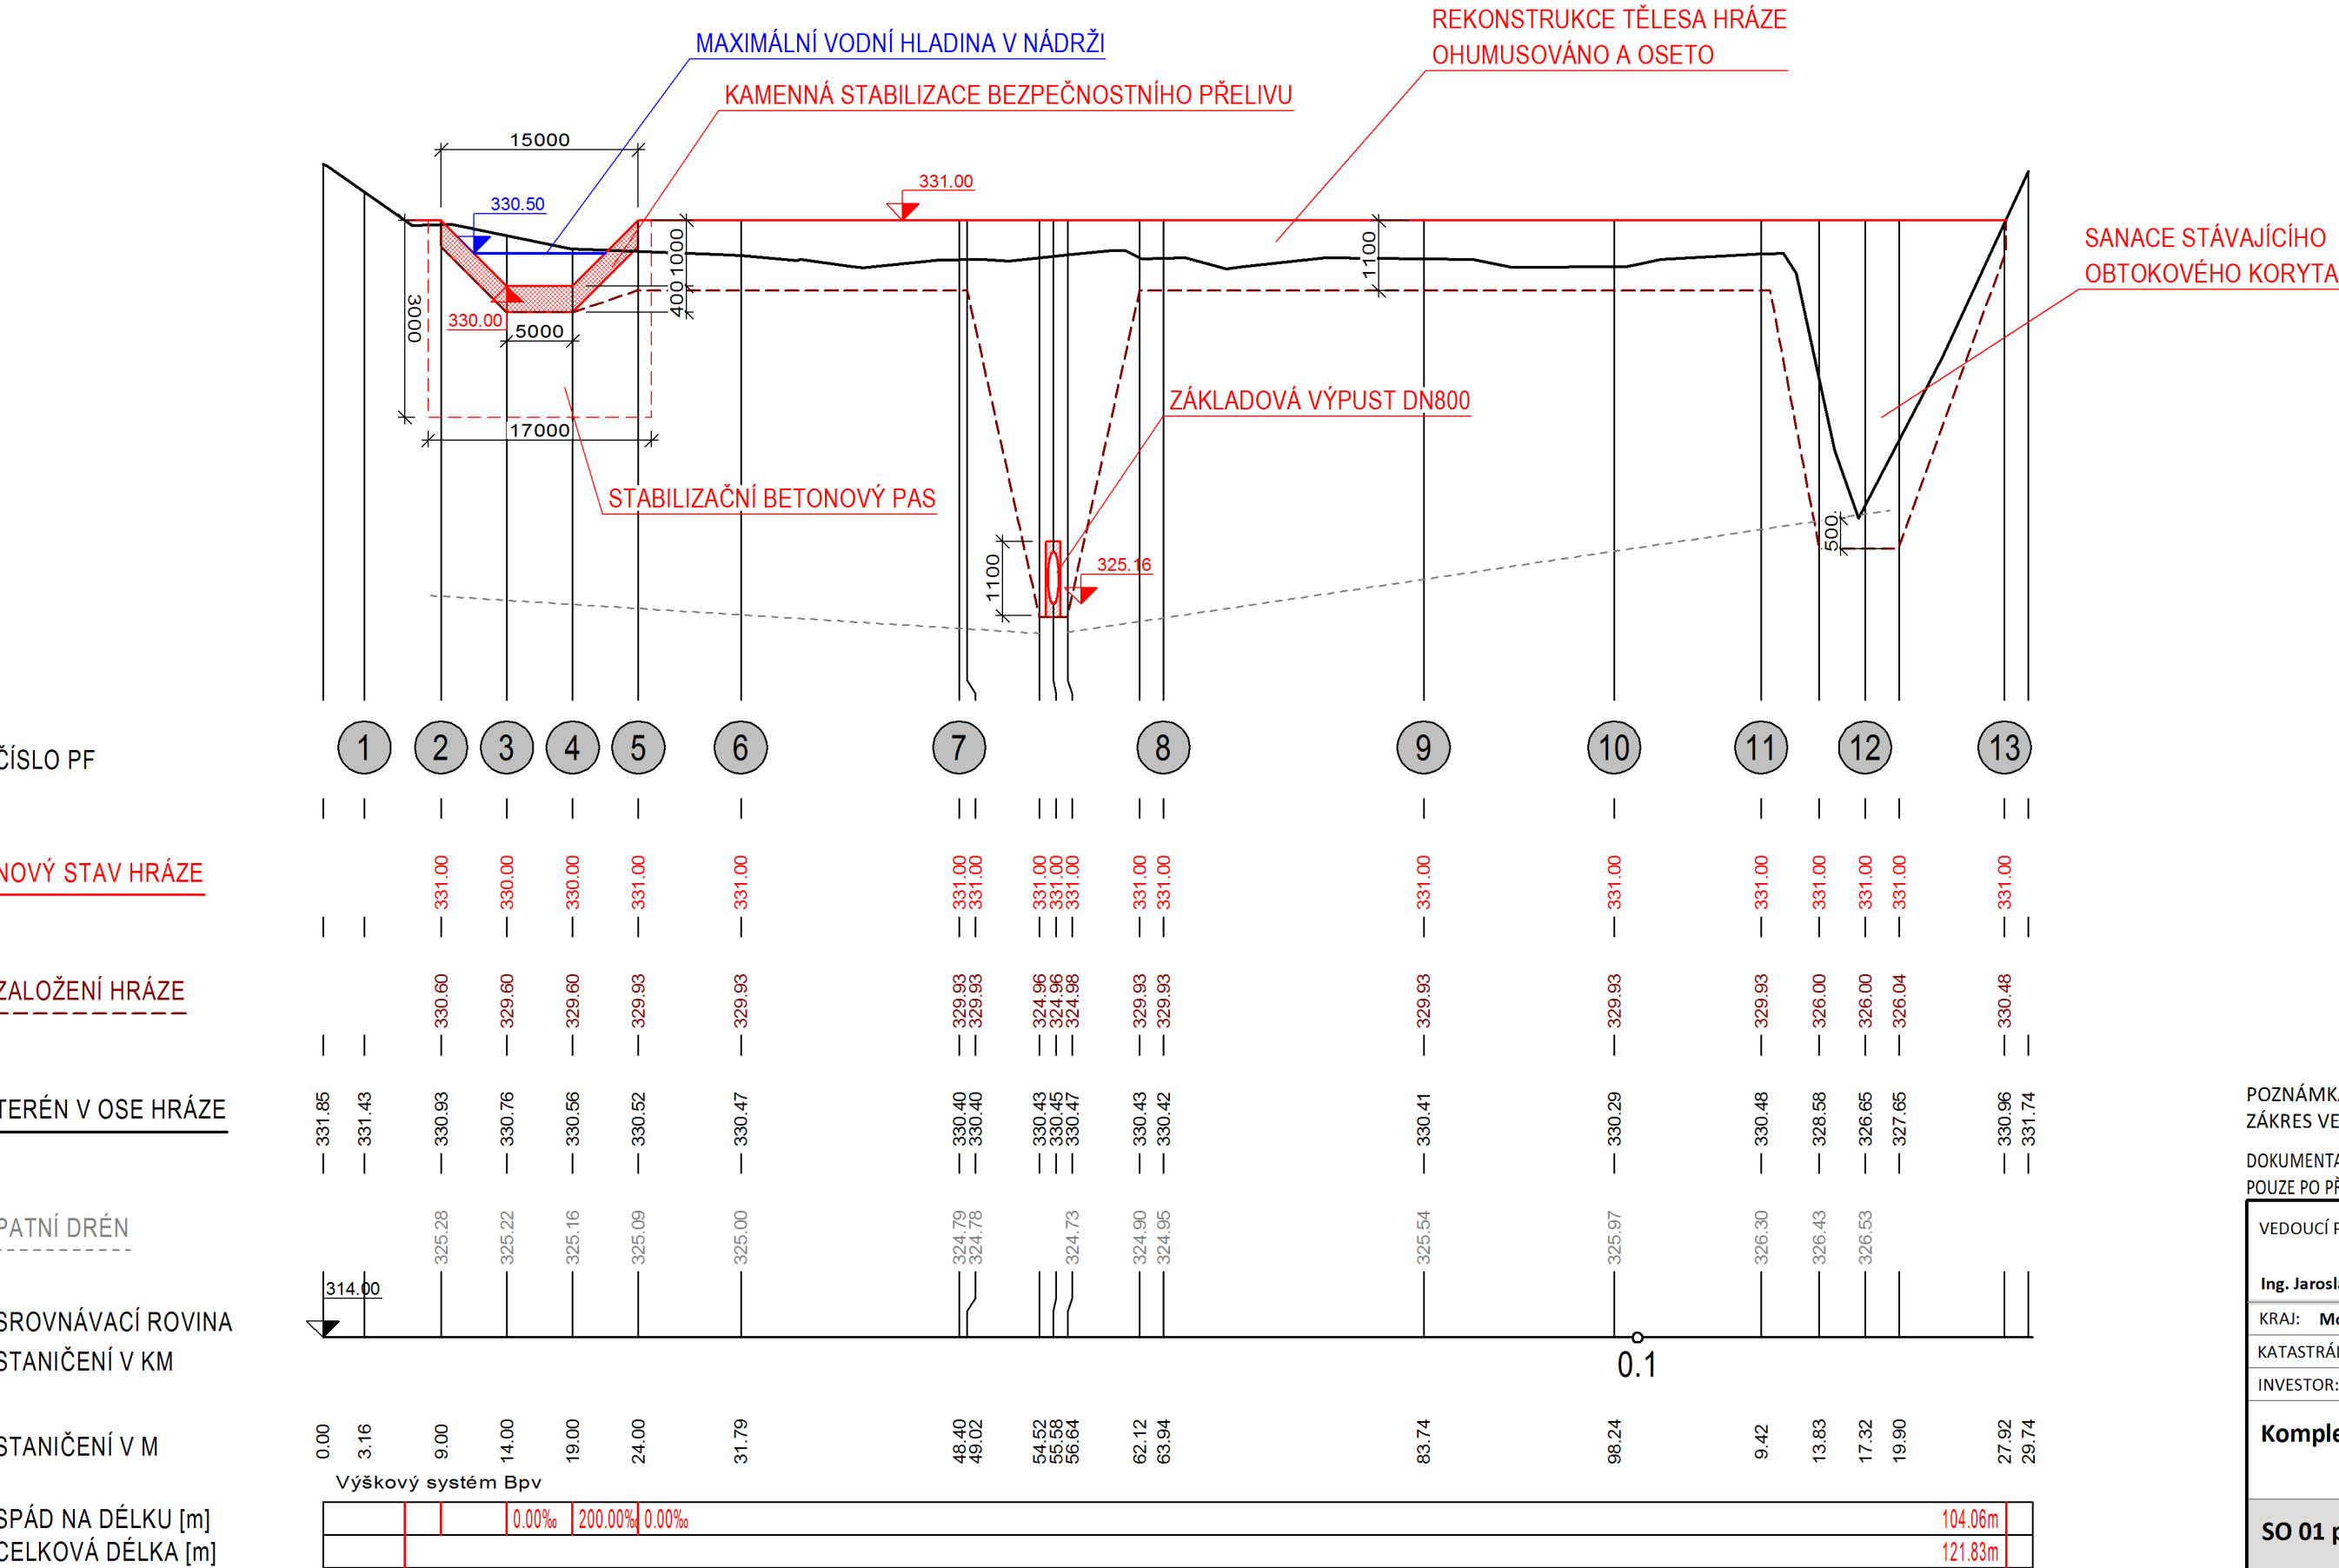 REKONSTRUKCE TĚLESA HRÁZE
OHUMUSOVÁNO A OSETO
MAXIMÁLNÍ VODNÍ HLADINA V NÁDRŽI
KAMENNÁ STABILIZACE BEZPEČNOSTNÍHO PŘELIVU
15000
331.00
330.50
SANACE STÁVAJÍCÍHO
OBTOKOVÉHO KORYTA
1000
400
1100
3000
330.00
5000
17000
ZÁKLADOVÁ VÝPUST DN800
STABILIZAČNÍ BETONOVÝ PAS
1100
325.16
500
ČÍSLO PF 1 2 3 4 5 6 7 8 9 10 11 12 13
NOVÝ STAV HRÁZE 331.00 330.00 330.00 331.00 331.00 331.00 331.00 331.00 331.00 331.00 331.00 331.00 331.00 331.00 331.00 331.00 331.00 331.00 331.00
ZALOŽENÍ HRÁZE 330.60 329.60 329.60 329.93 329.93 329.93 329.93 324.96 324.96 324.98 329.93 329.93 329.93 329.93 329.93 326.00 326.00 326.04 330.48
TERÉN V OSE HRÁZE 331.85 331.43 330.93 330.76 330.56 330.52 330.47 330.40 330.40 330.43 330.45 330.47 330.43 330.42 330.41 330.29 330.48 328.58 326.65 327.65 330.96 331.74
PATNÍ DRÉN 325.28 325.22 325.16 325.09 325.00 324.79 324.78 324.73 324.90 324.95 325.54 325.97 326.30 326.43 326.53
314.00
SROVNÁVACÍ ROVINA
STANIČENÍ V KM 0.1
STANIČENÍ V M 0.00 3.16 9.00 14.00 19.00 24.00 31.79 48.40 49.02 54.52 55.58 56.64 62.12 63.94 83.74 98.24 9.42 13.83 17.32 19.90 27.92 29.74
Výškový systém Bpv
SPÁD NA DÉLKU [m] 0.00‰ 200.00‰ 0.00‰ 104.06m
CELKOVÁ DÉLKA [m] 121.83m
POZNÁMK
ZÁKRES VE
DOKUMENTA
POUZE PO PŘ
VEDOUCÍ P
Ing. Jarosl
KRAJ: Mo
KATASTRÁL
INVESTOR:
Komple
SO 01 p